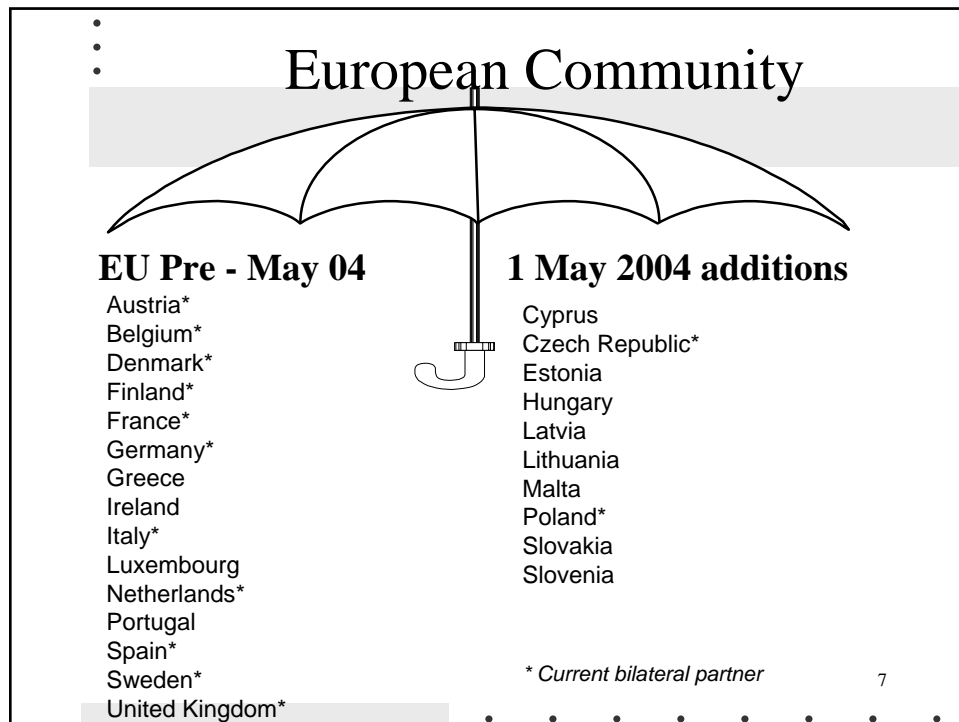 European Community
EU Pre - May 04
Austria*
Belgium*
Denmark*
Finland*
France*
Germany*
Greece
Ireland
Italy*
Luxembourg
Netherlands*
Portugal
Spain*
Sweden*
United Kingdom*
1 May 2004 additions
Cyprus
Czech Republic*
Estonia
Hungary
Latvia
Lithuania
Malta
Poland*
Slovakia
Slovenia
* Current bilateral partner
7